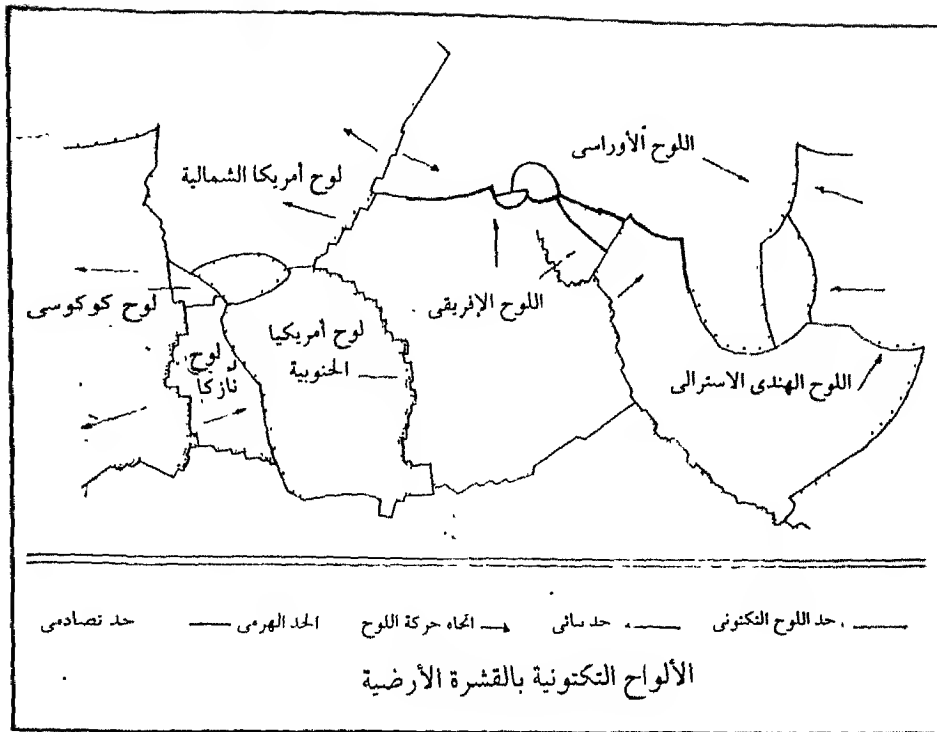 اللوح الأوراسى
لوح أمريكا الشمالية
لوح كوكوسى
اللوح الإفريقى
لوح أمريكيا
الجنوبية
لوح
نازكا
اللوح الهندى الاسترالى
حد اللوح التكتونى
حد
اتجاه حركة اللوح
الحد الهرمى
حد تصادمى
الألواح التكتونية بالقشرة الأرضية